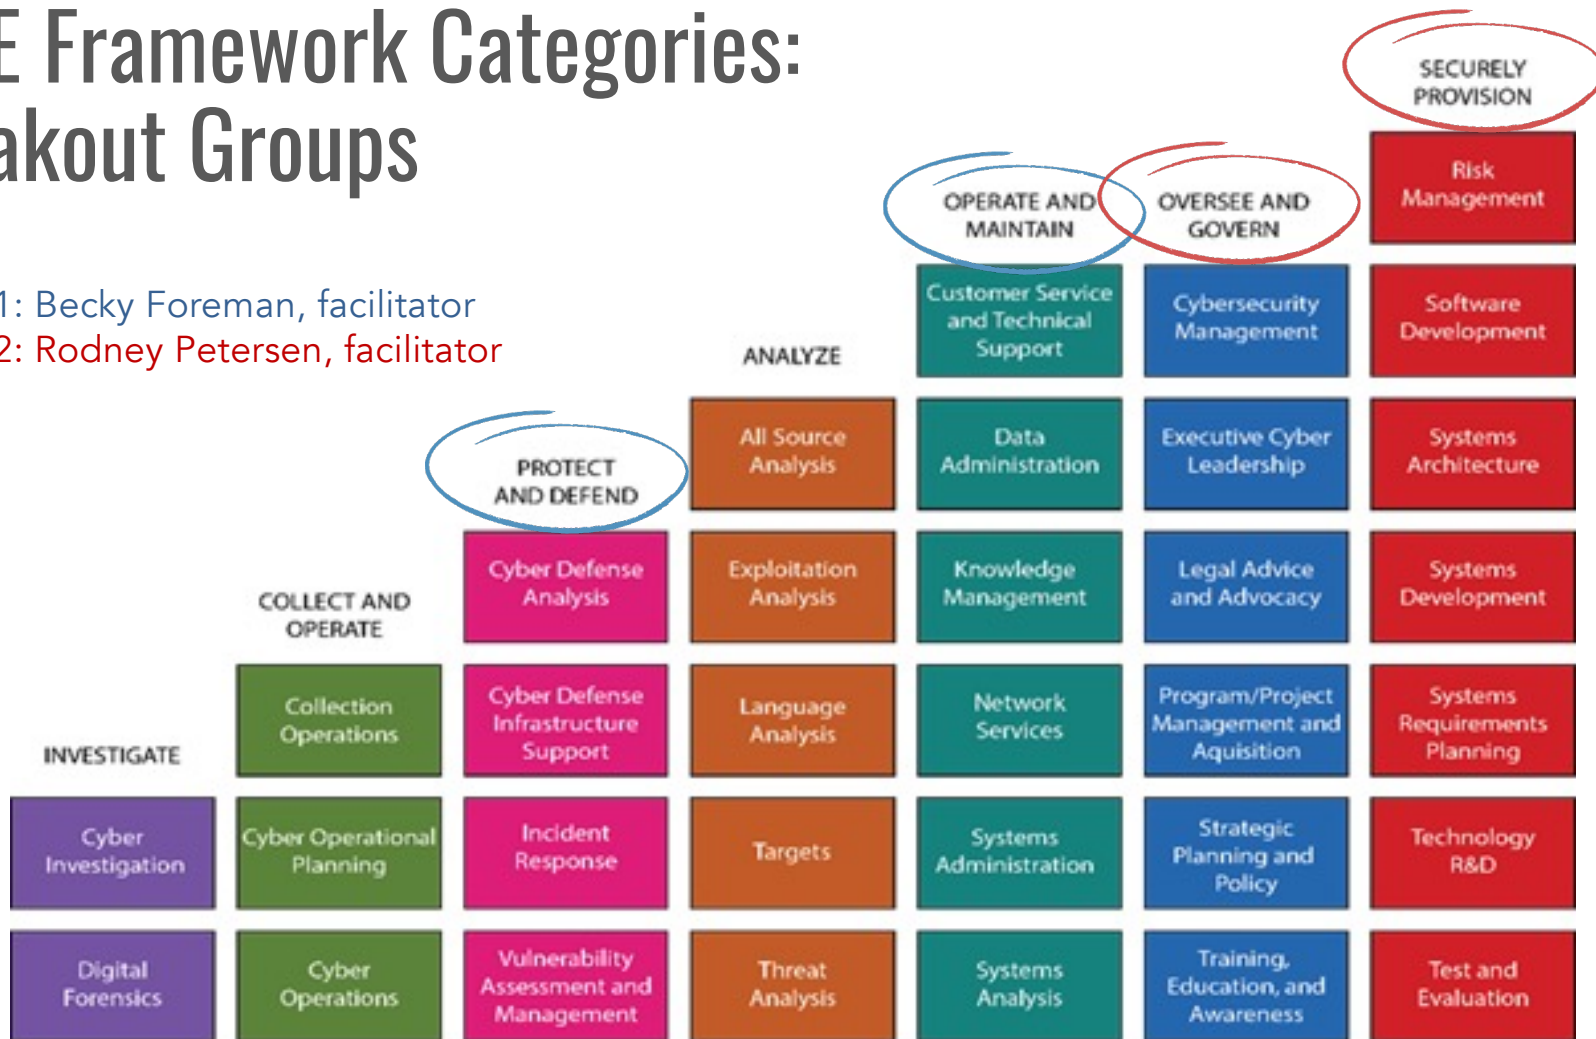 E Framework Categories:
akout Groups
1: Becky Foreman, facilitator
2: Rodney Petersen, facilitator
INVESTIGATE
Cyber
Investigation
Digital
Forensics
COLLECT AND
OPERATE
Collection
Operations
Cyber Operational
Planning
Cyber
Operations
PROTECT
AND DEFEND
Cyber Defense
Analysis
Cyber Defense
Infrastructure
Support
Incident
Response
Vulnerability
Assessment and
Management
ANALYZE
All Source
Analysis
Exploitation
Analysis
Language
Analysis
Targets
Threat
Analysis
OPERATE AND
MAINTAIN
Customer Service
and Technical
Support
Data
Administration
Knowledge
Management
Network
Services
Systems
Administration
Systems
Analysis
OVERSEE AND
GOVERN
Cybersecurity
Management
Executive Cyber
Leadership
Legal Advice
and Advocacy
Program/Project
Management and
Aquisition
Strategic
Planning and
Policy
Training,
Education, and
Awareness
SECURELY
PROVISION
Risk
Management
Software
Development
Systems
Architecture
Systems
Development
Systems
Requirements
Planning
Technology
R&D
Test and
Evaluation